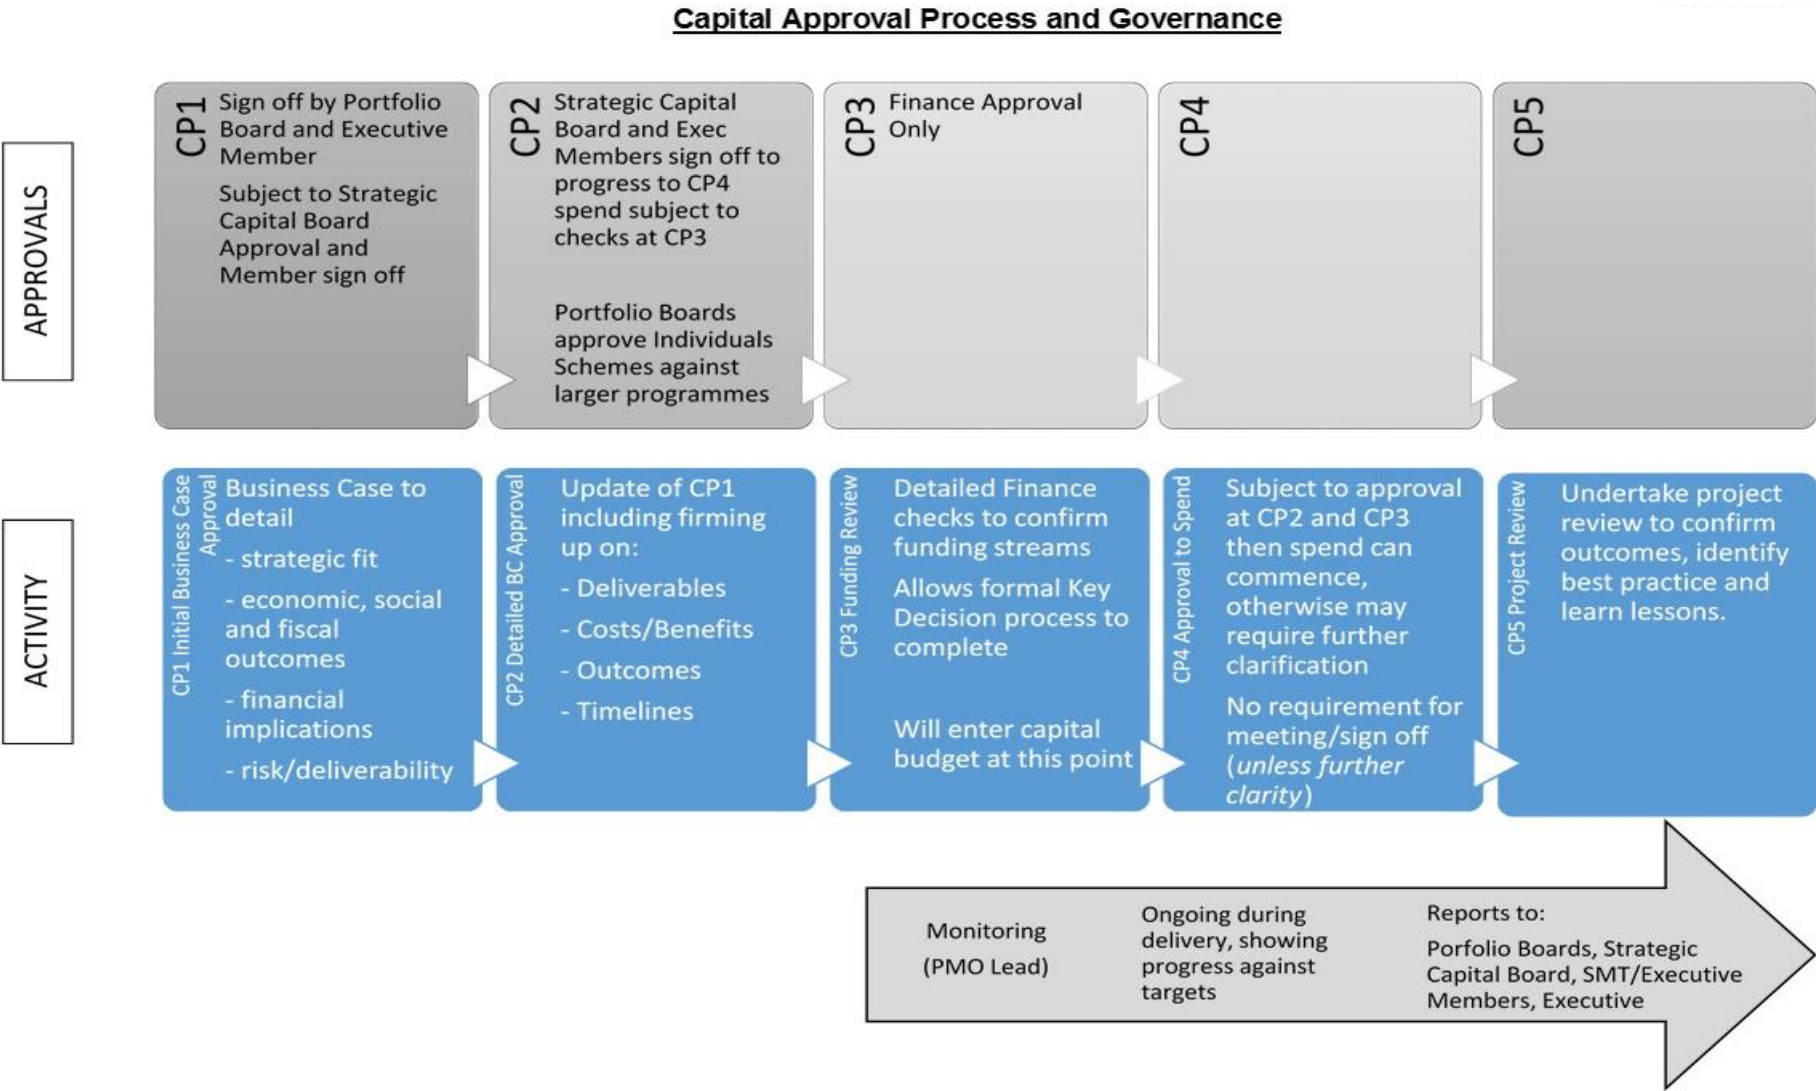 Capital Approval Process and Governance
APPROVALS
CP1
Sign off by Portfolio
Board and Executive
Member
Subject to Strategic
Capital Board
Approval and
Member sign off
CP2
Strategic Capital
Board and Exec
Members sign off to
progress to CP4
spend subject to
checks at CP3
Portfolio Boards
approve Individuals
Schemes against
larger programmes
CP3
Finance Approval
Only
CP4
CP5
ACTIVITY
CP1 Initial Business Case
Approval
Business Case to
detail
- strategic fit
- economic, social
and fiscal
outcomes
- financial
implications
- risk/deliverability
CP2 Detailed BC Approval
Update of CP1
including firming
up on:
- Deliverables
- Costs/Benefits
- Outcomes
- Timelines
CP3 Funding Review
Detailed Finance
checks to confirm
funding streams
Allows formal Key
Decision process to
complete
Will enter capital
budget at this point
CP4 Approval to Spend
Subject to approval
at CP2 and CP3
then spend can
commence,
otherwise may
require further
clarification
No requirement for
meeting/sign off
(unless further
clarity)
CP5 Project Review
Undertake project
review to confirm
outcomes, identify
best practice and
learn lessons.
Monitoring
(PMO Lead)
Ongoing during
delivery, showing
progress against
targets
Reports to:
Porfolio Boards, Strategic
Capital Board, SMT/Executive
Members, Executive